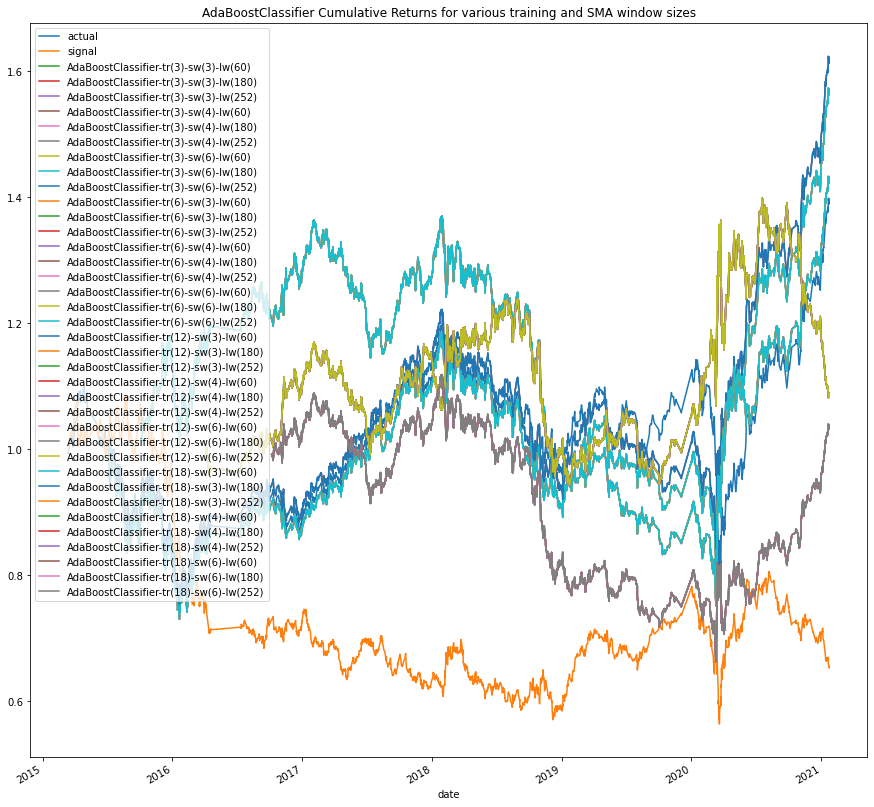 AdaBoostClassifier Cumulative Returns for various training and SMA window sizes
actual
signal
AdaBoostClassifier-tr(3)-sw(3)-lw(60)
AdaBoostClassifier-tr(3)-sw(3)-lw(180)
AdaBoostClassifier-tr(3)-sw(3)-lw(252)
AdaBoostClassifier-tr(3)-sw(4)-lw(60)
AdaBoostClassifier-tr(3)-sw(4)-lw(180)
AdaBoostClassifier-tr(3)-sw(4)-lw(252)
AdaBoostClassifier-tr(3)-sw(6)-lw(60)
AdaBoostClassifier-tr(3)-sw(6)-lw(180)
AdaBoostClassifier-tr(3)-sw(6)-lw(252)
AdaBoostClassifier-tr(6)-sw(3)-lw(60)
AdaBoostClassifier-tr(6)-sw(3)-lw(180)
AdaBoostClassifier-tr(6)-sw(3)-lw(252)
AdaBoostClassifier-tr(6)-sw(4)-lw(60)
AdaBoostClassifier-tr(6)-sw(4)-lw(180)
AdaBoostClassifier-tr(6)-sw(4)-lw(252)
AdaBoostClassifier-tr(6)-sw(6)-lw(60)
AdaBoostClassifier-tr(6)-sw(6)-lw(180)
AdaBoostClassifier-tr(6)-sw(6)-lw(252)
AdaBoostClassifier-tr(12)-sw(3)-lw(60)
AdaBoostClassifier-tr(12)-sw(3)-lw(180)
AdaBoostClassifier-tr(12)-sw(3)-lw(252)
AdaBoostClassifier-tr(12)-sw(4)-lw(60)
AdaBoostClassifier-tr(12)-sw(4)-lw(180)
AdaBoostClassifier-tr(12)-sw(4)-lw(252)
AdaBoostClassifier-tr(12)-sw(6)-lw(60)
AdaBoostClassifier-tr(12)-sw(6)-lw(180)
AdaBoostClassifier-tr(12)-sw(6)-lw(252)
AdaBoostClassifier-tr(18)-sw(3)-lw(60)
AdaBoostClassifier-tr(18)-sw(3)-lw(180)
AdaBoostClassifier-tr(18)-sw(3)-lw(252)
AdaBoostClassifier-tr(18)-sw(4)-lw(60)
AdaBoostClassifier-tr(18)-sw(4)-lw(180)
AdaBoostClassifier-tr(18)-sw(4)-lw(252)
AdaBoostClassifier-tr(18)-sw(6)-lw(60)
AdaBoostClassifier-tr(18)-sw(6)-lw(180)
AdaBoostClassifier-tr(18)-sw(6)-lw(252)
1.6
1.4
1.2
1.0
0.8
0.6
2015 2016 2017 2018 2019 2020 2021
date